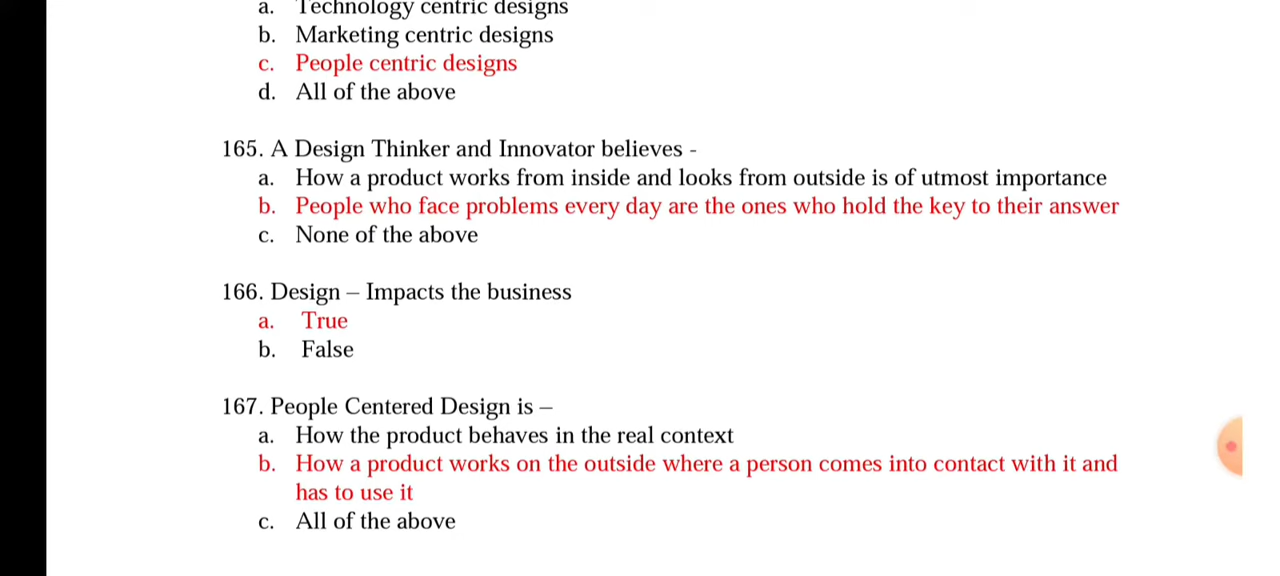 a. Technology centric designs
b. Marketing centric designs
c. People centric designs
d. All of the above
165. A Design Thinker and Innovator believes -
a. How a product works from inside and looks from outside is of utmost importance
b. People who face problems every day are the ones who hold the key to their answer
c. None of the above
166. Design – Impacts the business
a. True
b. False
167. People Centered Design is –
a. How the product behaves in the real context
b. How a product works on the outside where a person comes into contact with it and
has to use it
c. All of the above